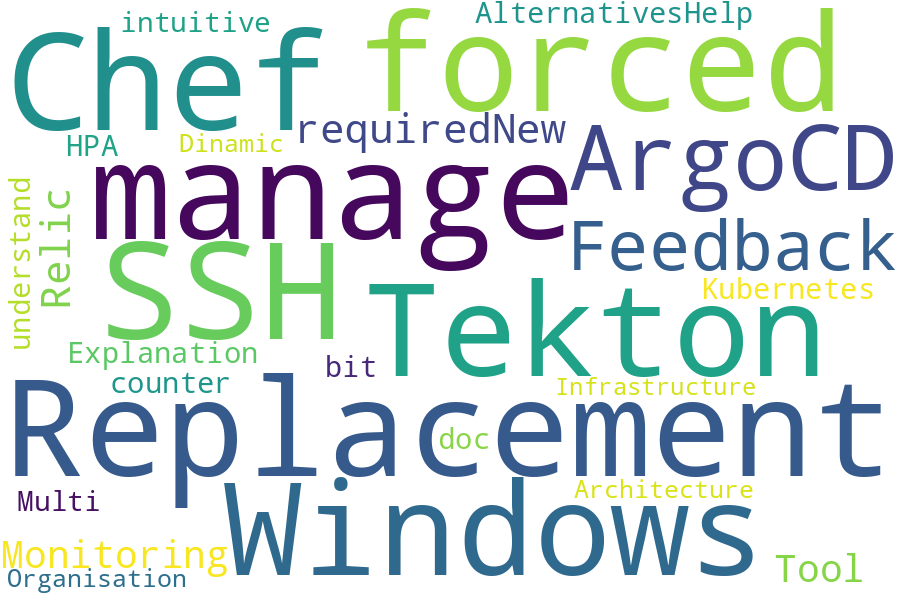 intuitive
AlternativesHelp
Chef
forced
requiredNew
HPA
Dinamic
ArgoCD
manage
understand
Relic
Feedback
SSH
Kubernetes
Tekton
Explanation
bit
counter
Infrastructure
Replacement
doc
Multi
Windows
Architecture
Monitoring
Tool
Organisation